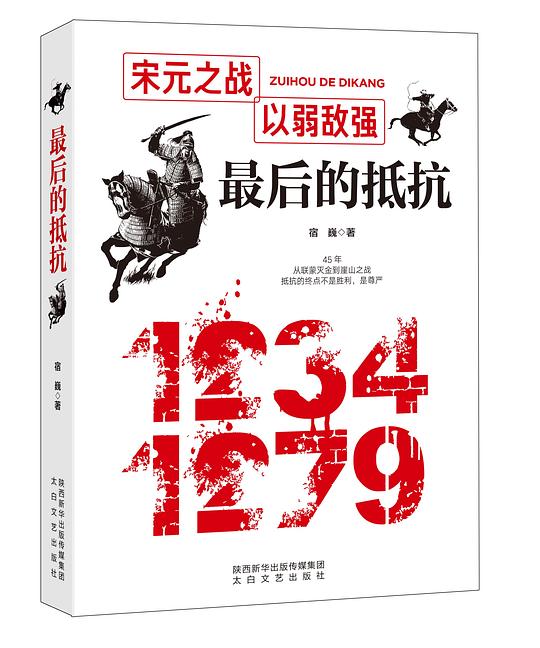 宋元之战
ZUIHOU DE DIKANG
以弱敌强
最后的抵抗
宿 巍◇著
45 年
从联蒙灭金到崖山之战
抵抗的终点不是胜利，是尊严
1234
1279
陕西新华出版传媒集团
太白文艺出版社
最后的抵抗
宿 巍◇著
陕西新华出版传媒集团
太白文艺出版社